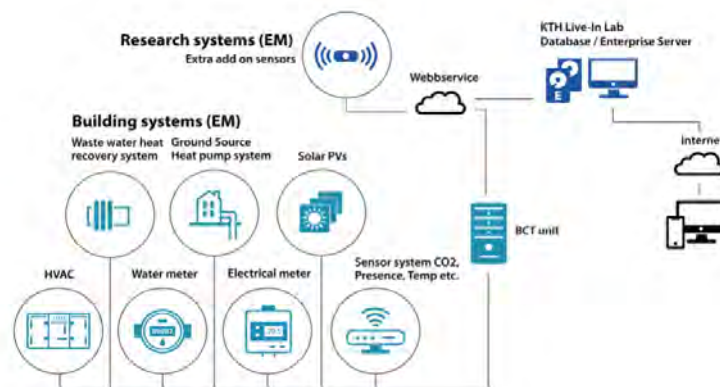 Research systems (EM)
Extra add on sensors
KTH Live-In Lab
Database / Enterprise Server
Webbservice
Building systems (EM)
Waste water heat
recovery system
Ground Source
Heat pump system
Solar PVs
Internet
BCT unit
HVAC
Water meter
Electrical meter
Sensor system CO2,
Presence, Temp etc.
E